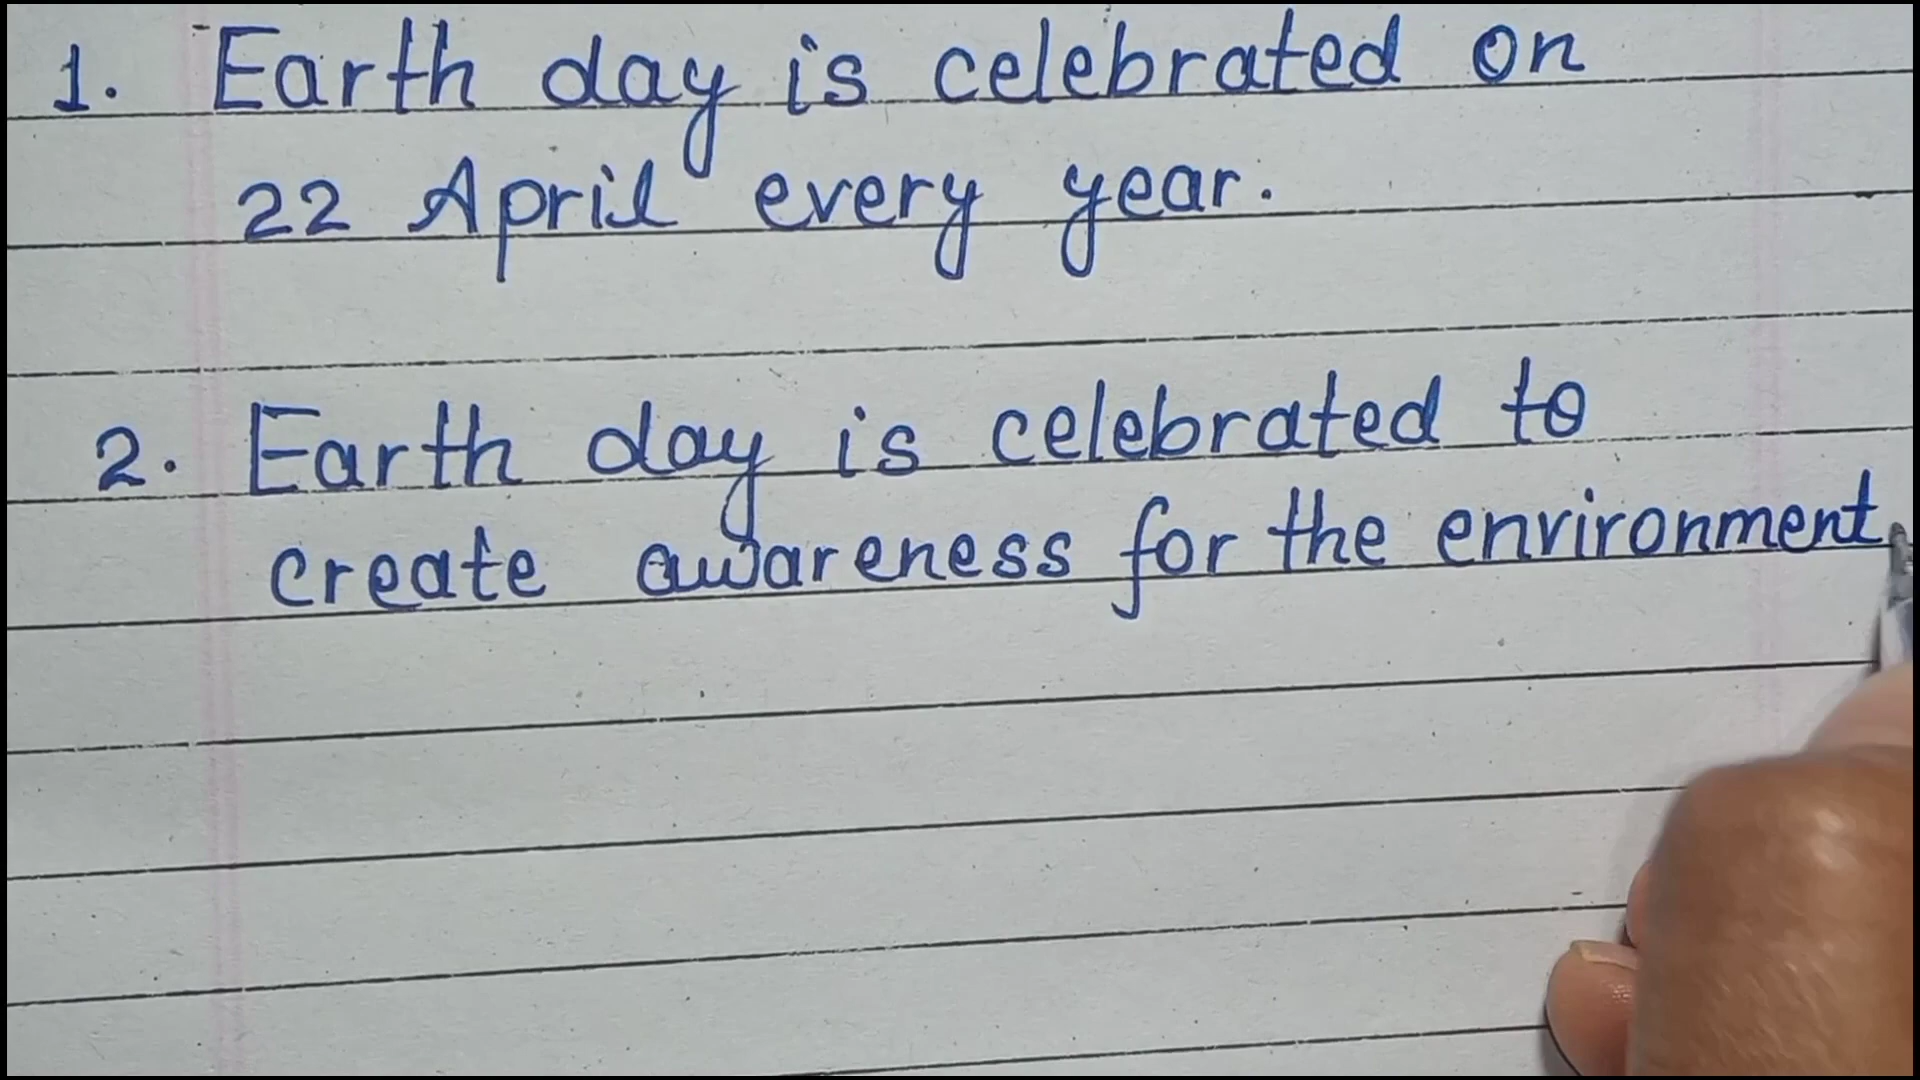 1. Earth day is celebrated on
22 April every year.
2. Earth day is celebrated to
create awareness for the environment.